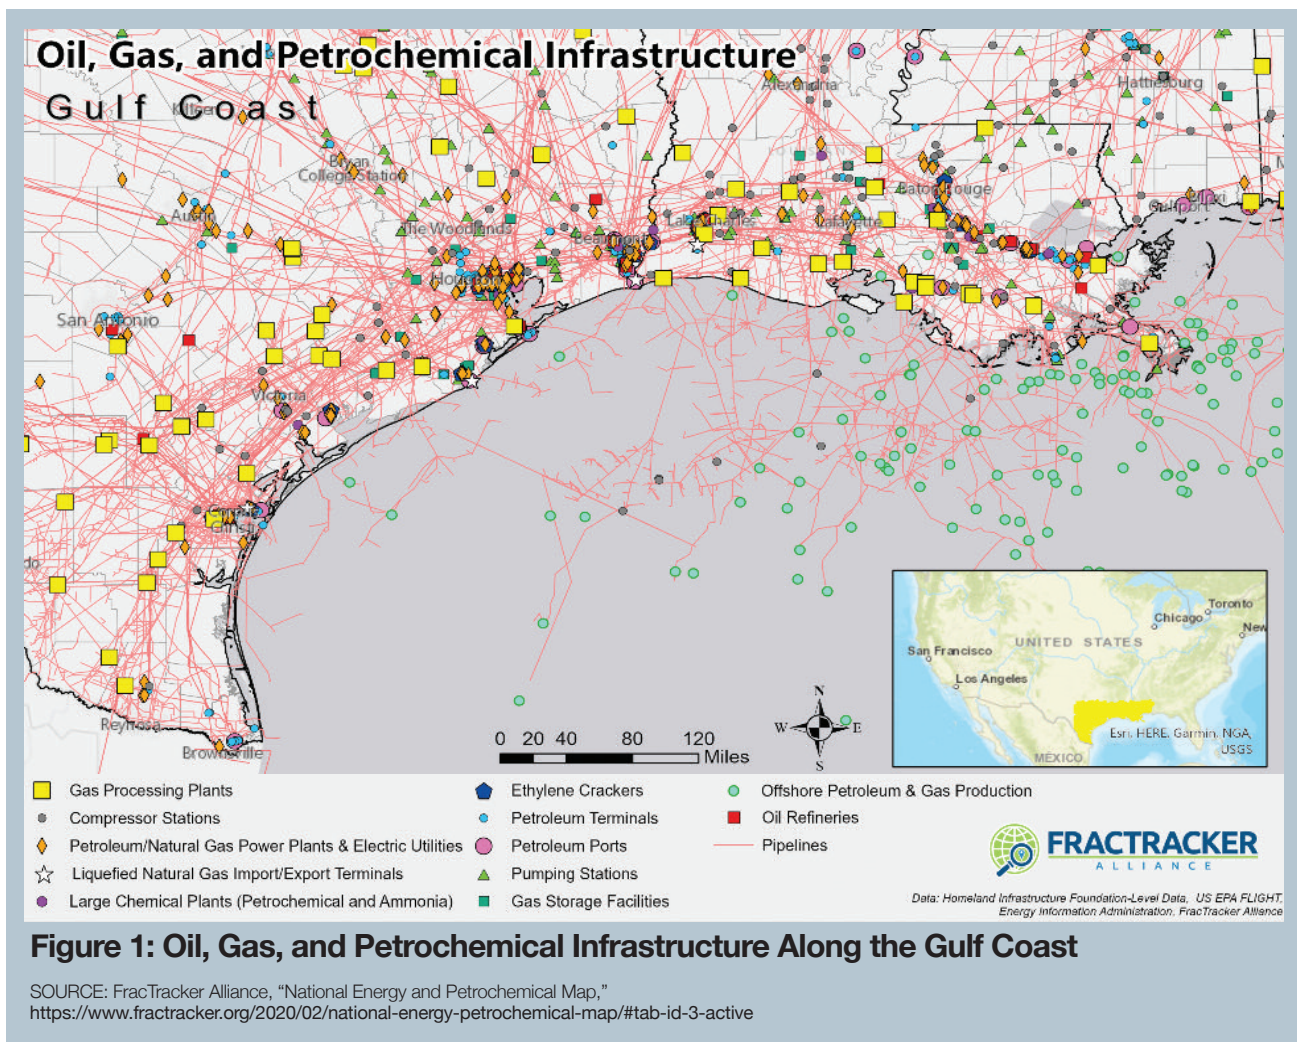 Oil, Gas, and Petrochemical Infrastructure
Gulf Coast
Killeen
Alexandria
Hattiesburg
Bryan
College Station
Baton Rouge
Austin
The Woodlands
Beaumont
Lake Charles
Lafayette
Gulfport
Biloxi
Houston
San Antonio
Victoria
Corpus
Christi
Reynosa
Brownsville
N
W
E
S
0 20 40 80 120
Miles
Toronto
Chicago
New
UNITED STATES
San Francisco
Los Angeles
MÉXICO
Esri, HERE, Garmin, NGA,
USGS
Gas Processing Plants
Compressor Stations
Petroleum/Natural Gas Power Plants & Electric Utilities
Liquefied Natural Gas Import/Export Terminals
Large Chemical Plants (Petrochemical and Ammonia)
Ethylene Crackers
Petroleum Terminals
Petroleum Ports
Pumping Stations
Gas Storage Facilities
Offshore Petroleum & Gas Production
Oil Refineries
Pipelines
FRACTRACKER
ALLIANCE
Data: Homeland Infrastructure Foundation-Level Data, US EPA FLIGHT,
Energy Information Administration, FracTracker Alliance
Figure 1: Oil, Gas, and Petrochemical Infrastructure Along the Gulf Coast
SOURCE: FracTracker Alliance, “National Energy and Petrochemical Map,”
https://www.fractracker.org/2020/02/national-energy-petrochemical-map/#tab-id-3-active